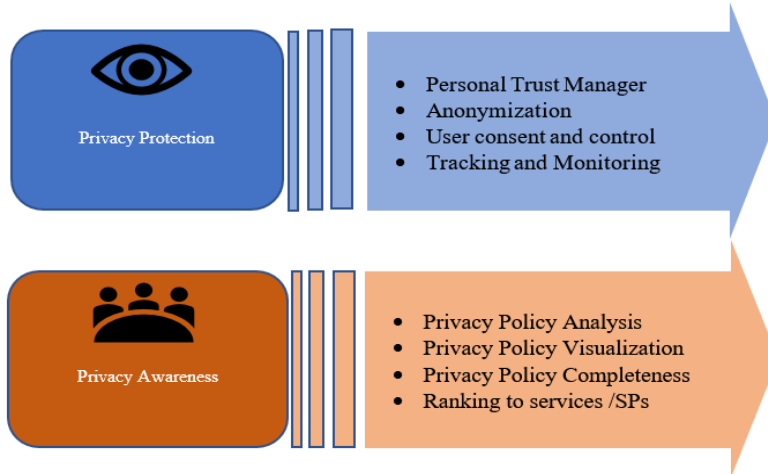 Privacy Protection
Personal Trust Manager
Anonymization
User consent and control
Tracking and Monitoring
Privacy Awareness
Privacy Policy Analysis
Privacy Policy Visualization
Privacy Policy Completeness
Ranking to services /SPs